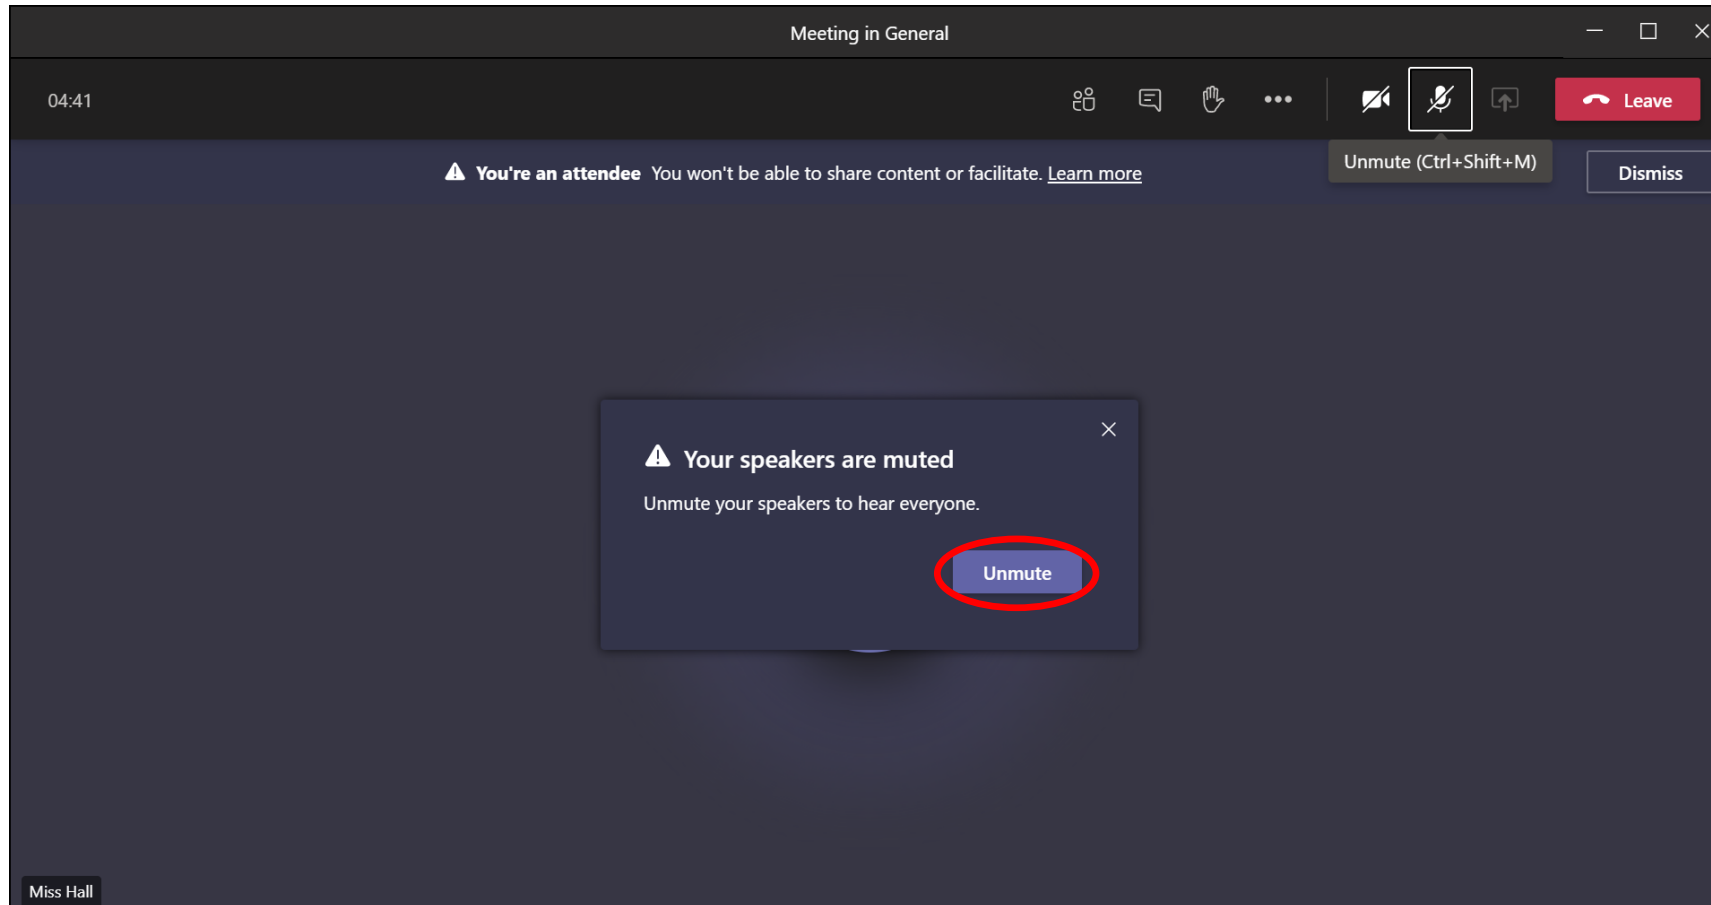 Meeting in General
04:41
Leave
Unmute (Ctrl+Shift+M)
You're an attendee You won't be able to share content or facilitate. Learn more
Dismiss
Your speakers are muted
Unmute your speakers to hear everyone.
Unmute
Miss Hall